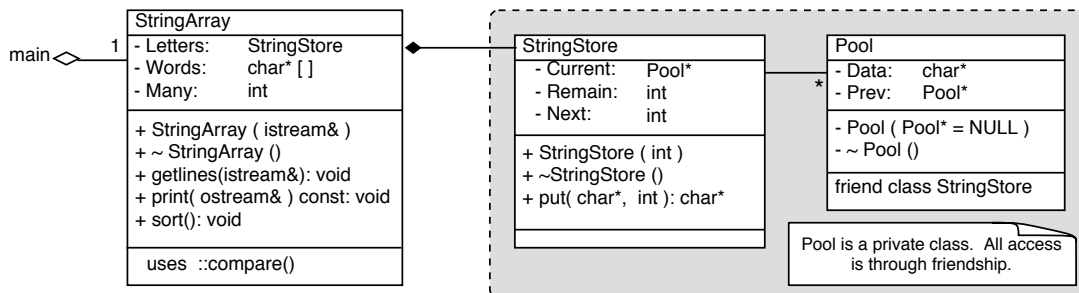 main
1
StringArray
- Letters: StringStore
- Words: char* [ ]
- Many: int
+ StringArray ( istream& )
+ ~ StringArray ()
+ getlines(istream&): void
+ print( ostream& ) const: void
+ sort(): void
uses ::compare()
StringStore
- Current: Pool*
- Remain: int
- Next: int
+ StringStore ( int )
+ ~StringStore ()
+ put( char*, int ): char*
*
Pool
- Data: char*
- Prev: Pool*
- Pool ( Pool* = NULL )
- ~ Pool ()
friend class StringStore
Pool is a private class. All access
is through friendship.